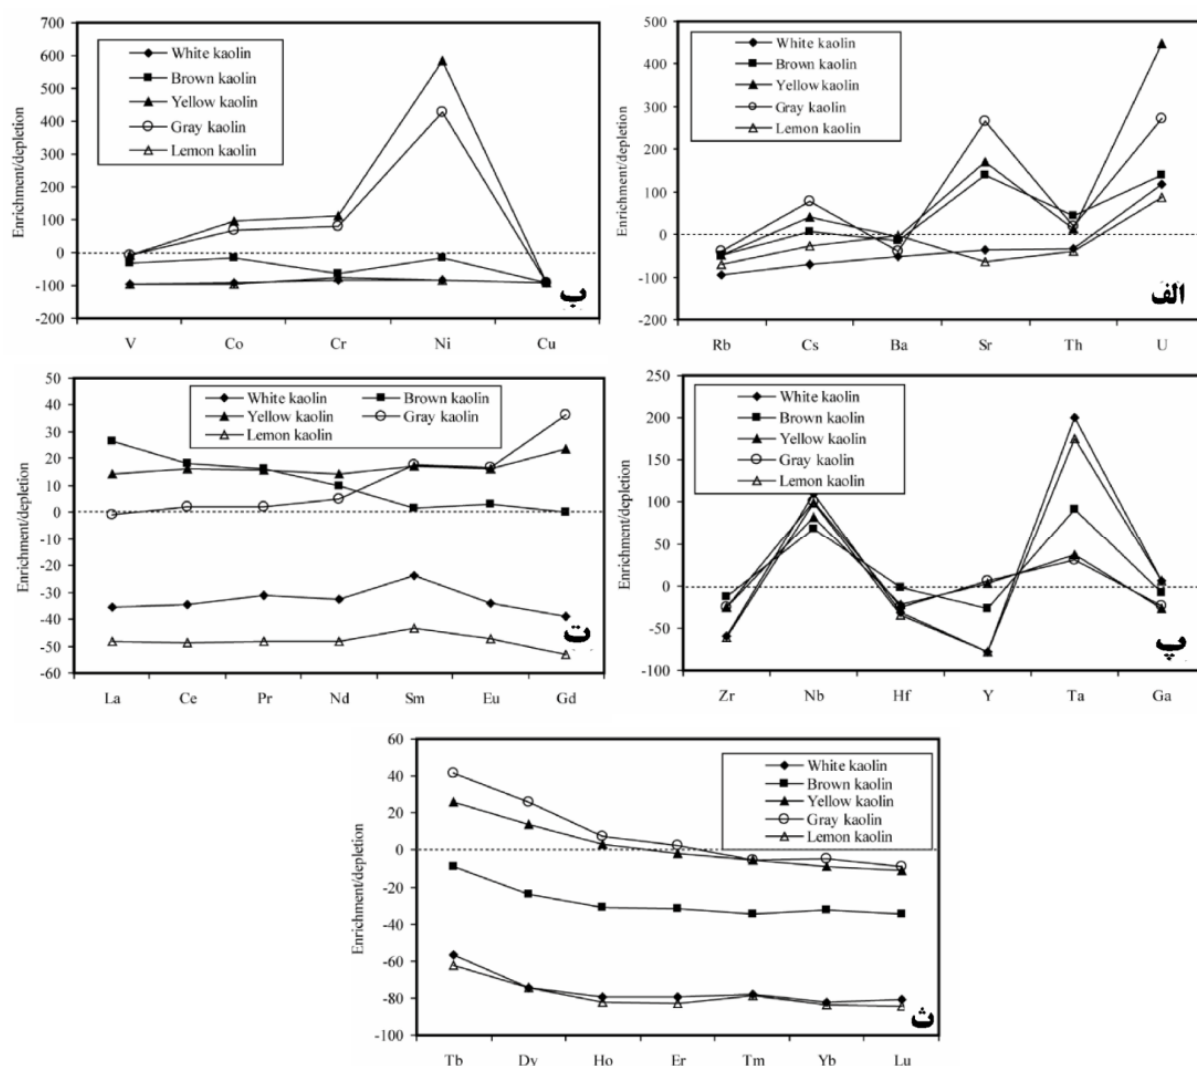 700
600
500
400
300
200
100
0
-100
-200
Enrichment/depletion
White kaolin
Brown kaolin
Yellow kaolin
Gray kaolin
Lemon kaolin
V Co Cr Ni Cu
ب
500
400
300
200
100
0
-100
-200
Enrichment/depletion
White kaolin
Brown kaolin
Yellow kaolin
Gray kaolin
Lemon kaolin
Rb Cs Ba Sr Th U
الف
50
40
30
20
10
0
-10
-20
-30
-40
-50
-60
Enrichment/depletion
White kaolin Brown kaolin
Yellow kaolin Gray kaolin
Lemon kaolin
La Ce Pr Nd Sm Eu Gd
ت
250
200
150
100
50
0
-50
-100
Enrichment/depletion
White kaolin
Brown kaolin
Yellow kaolin
Gray kaolin
Lemon kaolin
Zr Nb Hf Y Ta Ga
پ
60
40
20
0
-20
-40
-60
-80
-100
Enrichment/depletion
White kaolin
Brown kaolin
Yellow kaolin
Gray kaolin
Lemon kaolin
Tb Dy Ho Er Tm Yb Lu
ث